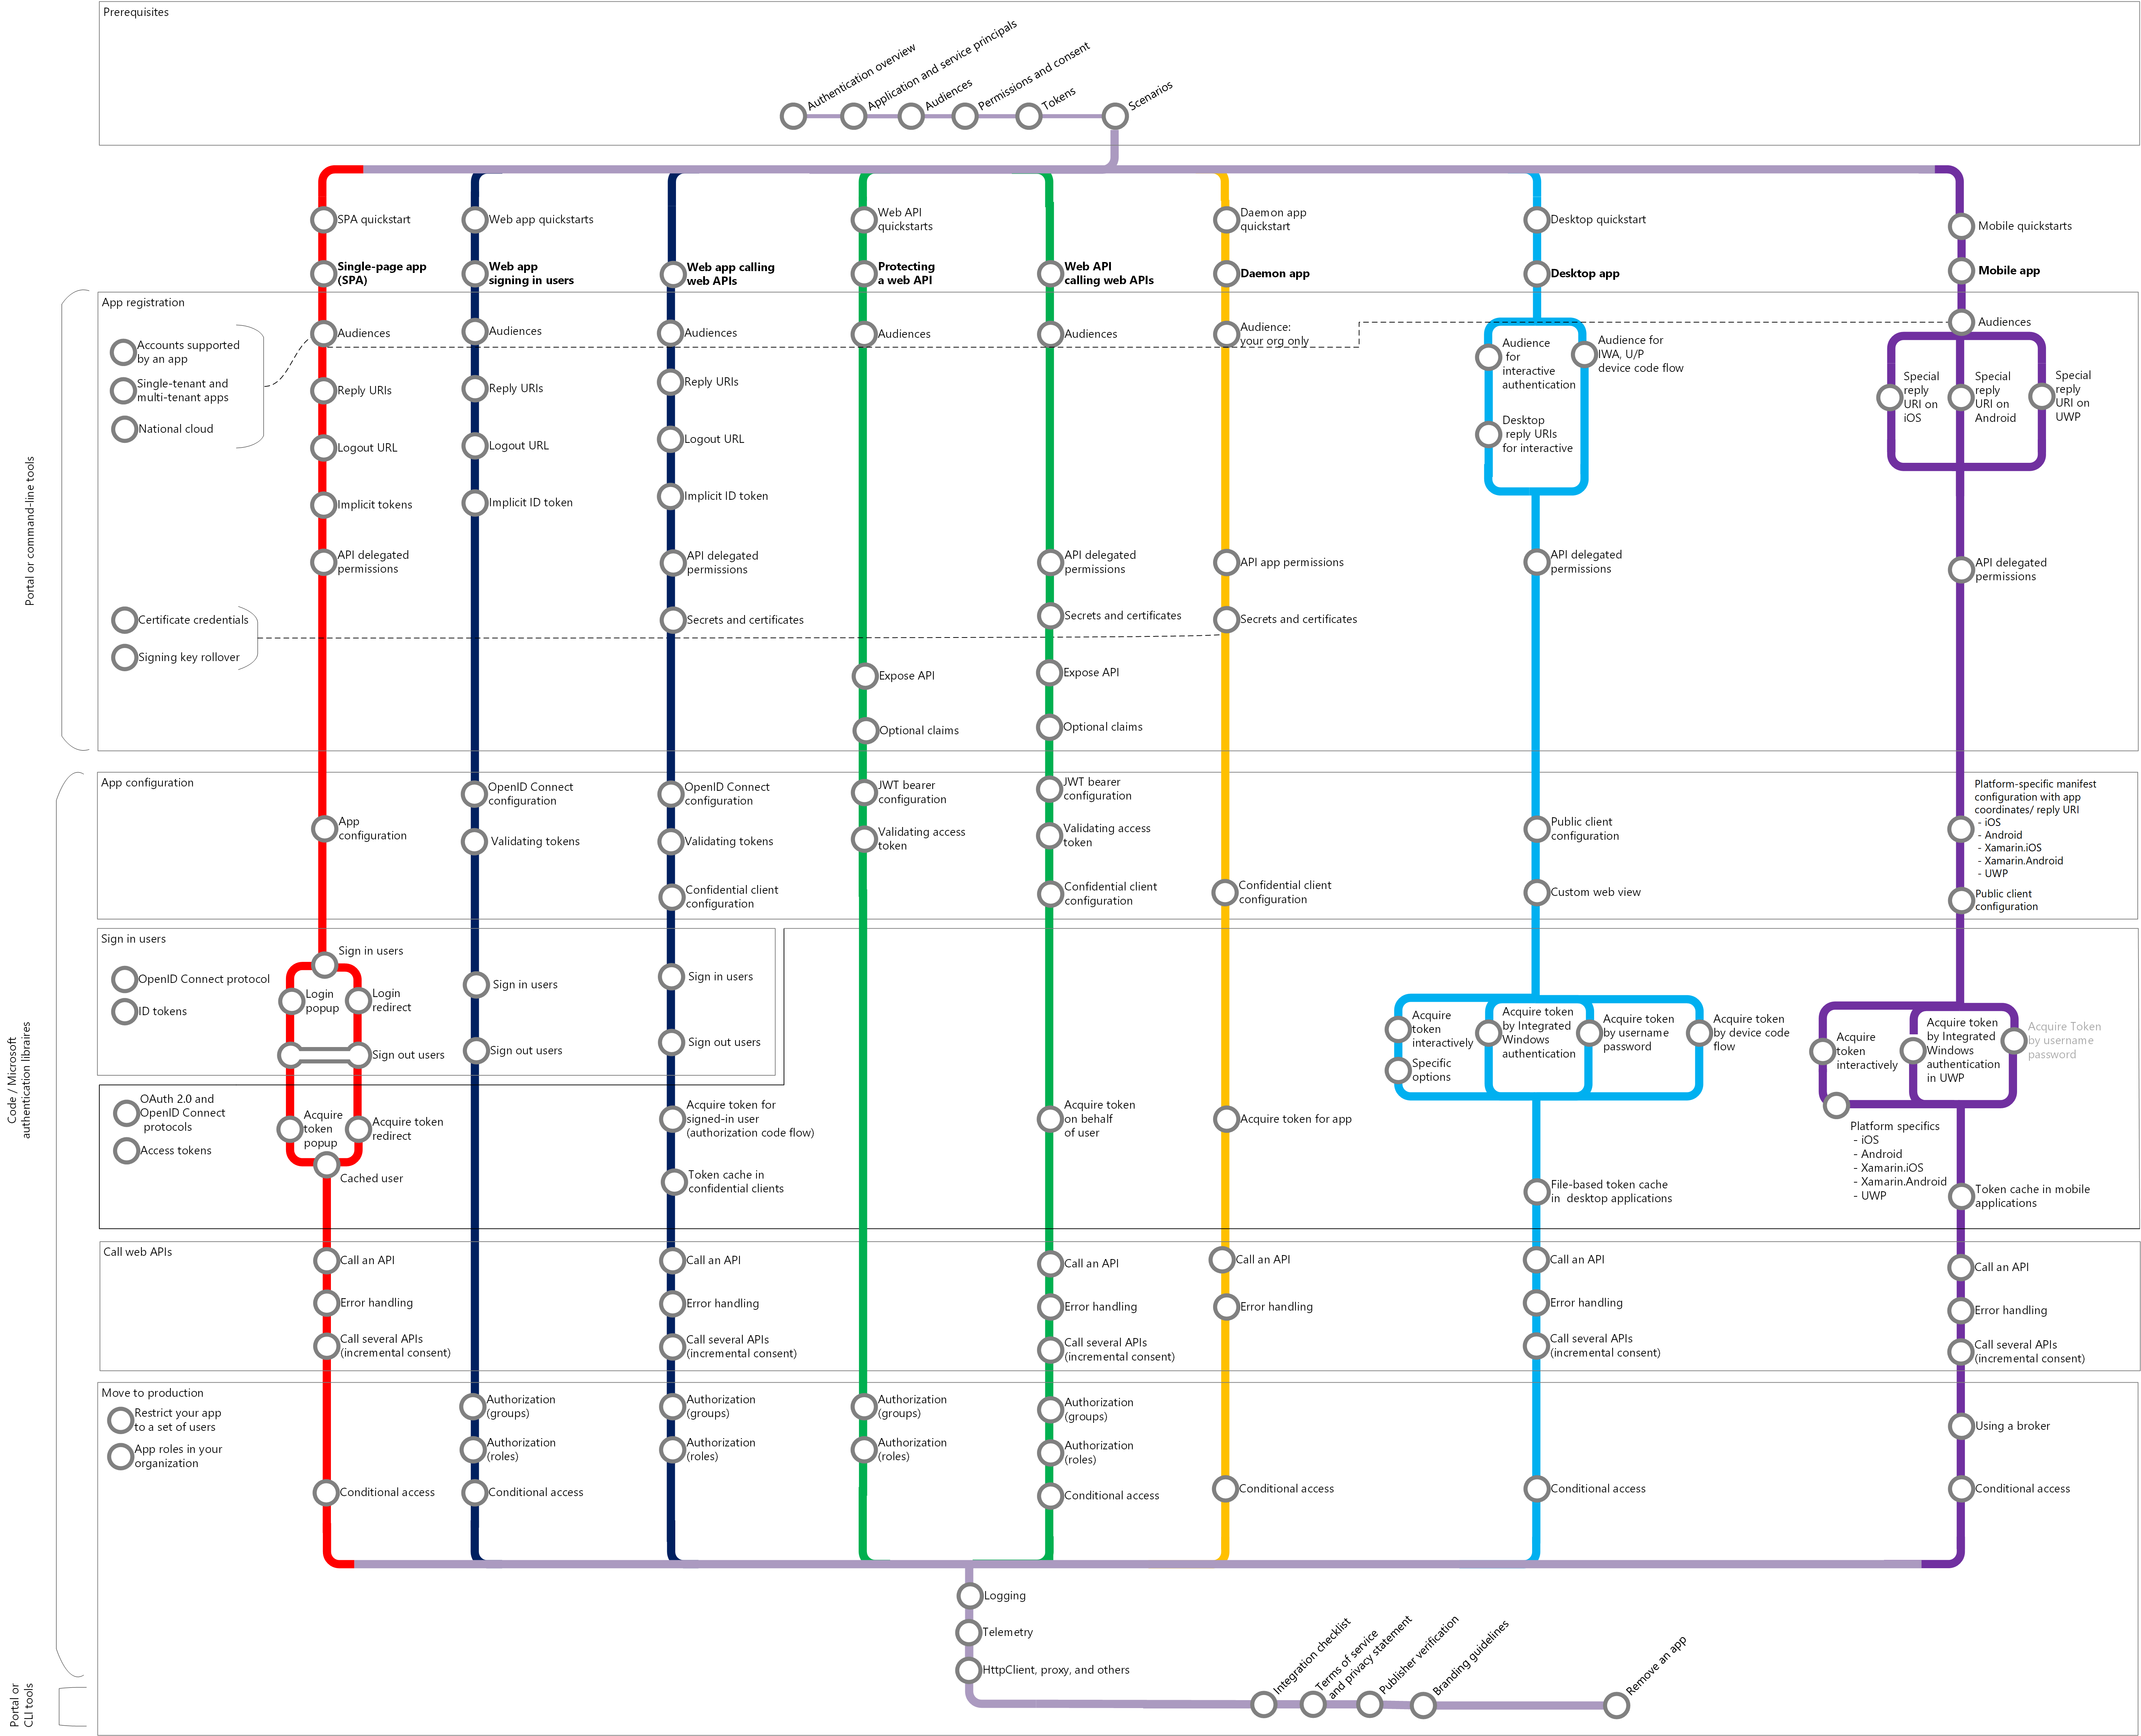 Prerequisites
Authentication overview
Application and service principals
Audiences
Permissions and consent
Tokens
Scenarios
SPA quickstart
Web app quickstarts
Web API
quickstarts
Daemon app
quickstart
Desktop quickstart
Mobile quickstarts
Single-page app
(SPA)
Web app
signing in users
Web app calling
web APIs
Protecting
a web API
Web API
calling web APIs
Daemon app
Desktop app
Mobile app
Portal or command-line tools
App registration
Accounts supported
by an app
Single-tenant and
multi-tenant apps
National cloud
Audiences
Audiences
Audiences
Audiences
Audiences
Audience:
your org only
Audience
for
interactive
authentication
Audience for
IWA, U/P
device code flow
Audiences
Reply URIs
Reply URIs
Reply URIs
Desktop
reply URIs
for interactive
Special
reply
URI on
iOS
Special
reply
URI on
Android
Special
reply
URI on
UWP
Logout URL
Logout URL
Logout URL
Implicit tokens
Implicit ID token
Implicit ID token
API delegated
permissions
API delegated
permissions
API delegated
permissions
API app permissions
API delegated
permissions
API delegated
permissions
Certificate credentials
Signing key rollover
Secrets and certificates
Secrets and certificates
Secrets and certificates
Expose API
Expose API
Optional claims
Optional claims
Code / Microsoft
authentication libraires
App configuration
App
configuration
OpenID Connect
configuration
OpenID Connect
configuration
JWT bearer
configuration
JWT bearer
configuration
Validating tokens
Validating tokens
Validating access
token
Validating access
token
Public client
configuration
Platform-specific manifest
configuration with app
coordinates/ reply URI
- iOS
- Android
- Xamarin.iOS
- Xamarin.Android
- UWP
Confidential client
configuration
Confidential client
configuration
Confidential client
configuration
Custom web view
Public client
configuration
Sign in users
OpenID Connect protocol
ID tokens
Sign in users
Login
popup
Login
redirect
Sign in users
Sign in users
Sign out users
Sign out users
Sign out users
Acquire
token
interactively
Specific
options
Acquire token
by Integrated
Windows
authentication
Acquire token
by username
password
Acquire token
by device code
flow
Acquire
token
interactively
Acquire token
by Integrated
Windows
authentication
in UWP
Acquire Token
by username
password
OAuth 2.0 and
OpenID Connect
protocols
Access tokens
Acquire
token
popup
Acquire token
redirect
Cached user
Acquire token for
signed-in user
(authorization code flow)
Token cache in
confidential clients
Acquire token
on behalf
of user
Acquire token for app
File-based token cache
in desktop applications
Platform specifics
- iOS
- Android
- Xamarin.iOS
- Xamarin.Android
- UWP
Token cache in mobile
applications
Call web APIs
Call an API
Call an API
Call an API
Call an API
Call an API
Call an API
Error handling
Error handling
Error handling
Error handling
Error handling
Error handling
Call several APIs
(incremental consent)
Call several APIs
(incremental consent)
Call several APIs
(incremental consent)
Call several APIs
(incremental consent)
Call several APIs
(incremental consent)
Move to production
Restrict your app
to a set of users
App roles in your
organization
Authorization
(groups)
Authorization
(groups)
Authorization
(groups)
Authorization
(groups)
Using a broker
Authorization
(roles)
Authorization
(roles)
Authorization
(roles)
Authorization
(roles)
Conditional access
Conditional access
Conditional access
Conditional access
Conditional access
Conditional access
Logging
Telemetry
HttpClient, proxy, and others
Portal or
CLI tools
Integration checklist
Terms of service
and privacy statement
Publisher verification
Branding guidelines
Remove an app